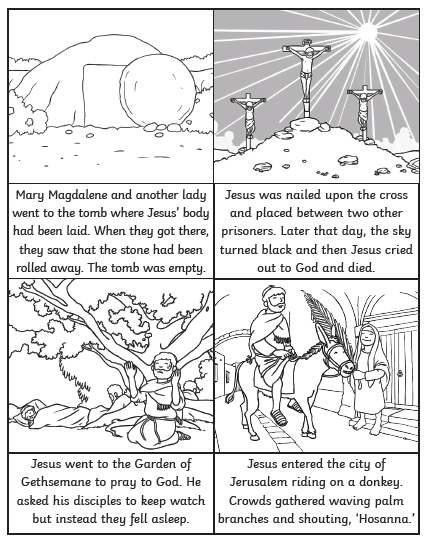 Mary Magdalene and another lady
went to the tomb where Jesus' body
had been laid. When they got there,
they saw that the stone had been
rolled away. The tomb was empty.
Jesus was nailed upon the cross
and placed between two other
prisoners. Later that day, the sky
turned black and then Jesus cried
out to God and died.
Jesus went to the Garden of
Gethsemane to pray to God. He
asked his disciples to keep watch
but instead they fell asleep.
Jesus entered the city of
Jerusalem riding on a donkey.
Crowds gathered waving palm
branches and shouting, 'Hosanna.'